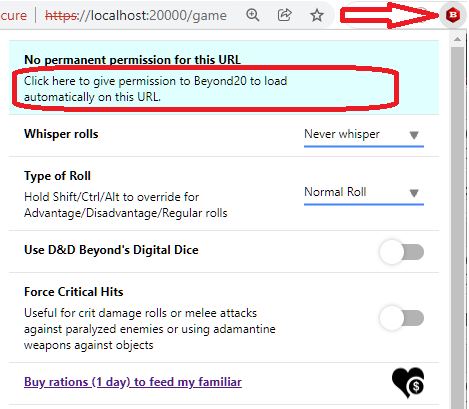 cure https://localhost:20000/game
No permanent permission for this URL
Click here to give permission to Beyond20 to load
automatically on this URL.
Whisper rolls
Never whisper
Type of Roll
Normal Roll
Hold Shift/Ctrl/Alt to override for
Advantage/Disadvantage/Regular rolls
Use D&D Beyond's Digital Dice
Force Critical Hits
Useful for crit damage rolls or melee attacks
against paralyzed enemies or using adamantine
weapons against objects
Buy rations (1 day) to feed my familiar